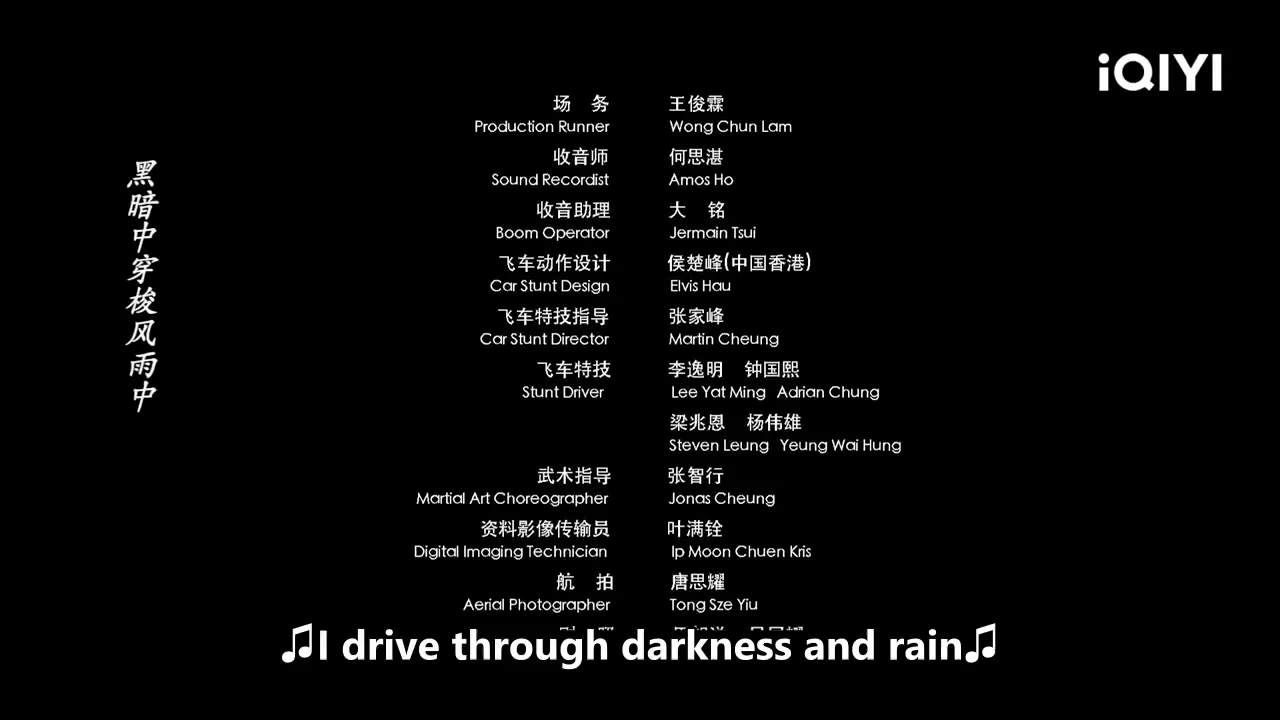 iQIYI
黑暗中穿梭风雨中
场 务 王俊霖
Production Runner Wong Chun Lam
收音师 何思湛
Sound Recordist Amos Ho
收音助理 大 铭
Boom Operator Jermain Tsui
飞车动作设计 侯楚峰(中国香港)
Car Stunt Design Elvis Hau
飞车特技指导 张家峰
Car Stunt Director Martin Cheung
飞车特技 李逸明 钟国熙
Stunt Driver Lee Yat Ming Adrian Chung
梁兆恩 杨伟雄
Steven Leung Yeung Wai Hung
武术指导 张智行
Martial Art Choreographer Jonas Cheung
资料影像传输员 叶满铨
Digital Imaging Technician Ip Moon Chuen Kris
航 拍 唐思耀
Aerial Photographer Tong Sze Yiu
♫I drive through darkness and rain♫